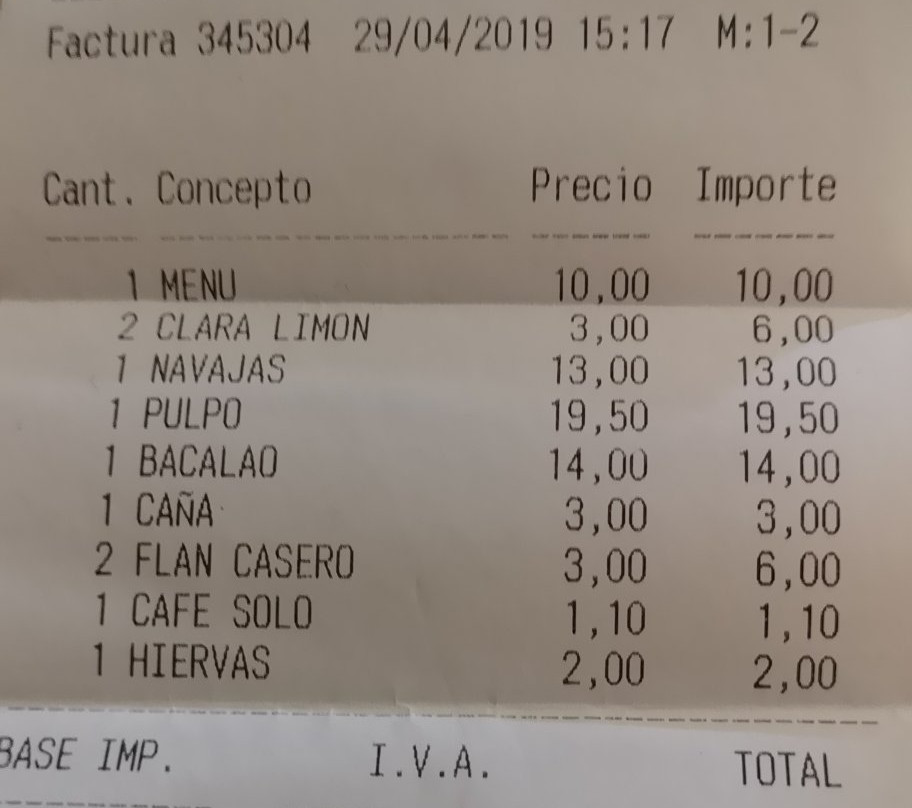 Factura 345304 29/04/2019 15:17 M:1-2
Cant. Concepto Precio Importe
1 MENU 10,00 10,00
2 CLARA LIMON 3,00 6,00
1 NAVAJAS 13,00 13,00
1 PULPO 19,50 19,50
1 BACALAO 14,00 14,00
1 CAÑA 3,00 3,00
2 FLAN CASERO 3,00 6,00
1 CAFE SOLO 1,10 1,10
1 HIERVAS 2,00 2,00
BASE IMP. I.V.A. TOTAL